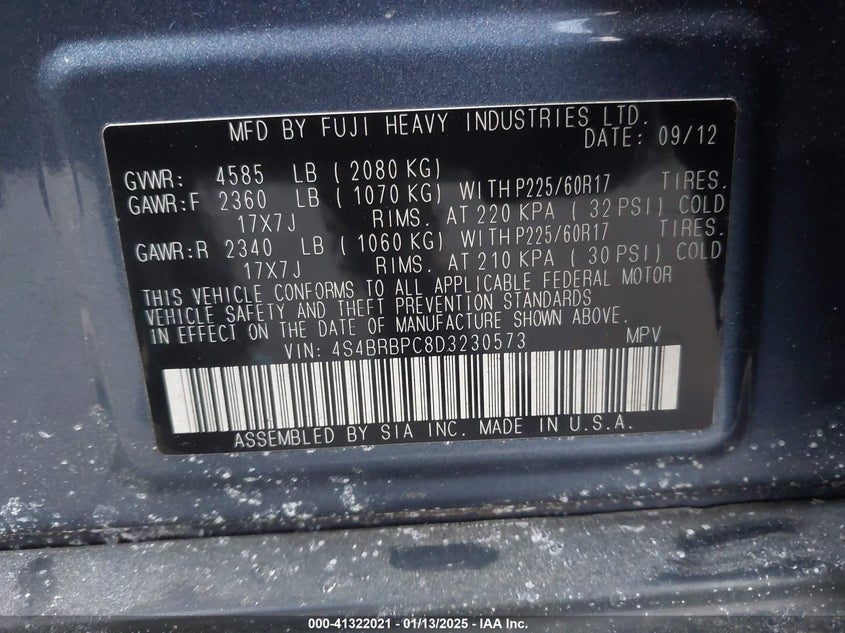 MFD BY FUJI HEAVY INDUSTRIES LTD.
DATE: 09/12
GVWR: 4585 LB ( 2080 KG)
GAWR:F 2360 LB ( 1070 KG) WITH P225/60R17 TIRES.
17X7J RIMS. AT 220 KPA ( 32 PSI) COLD
GAWR:R 2340 LB ( 1060 KG) WITH P225/60R17 TIRES.
17X7J RIMS. AT 210 KPA ( 30 PSI) COLD
THIS VEHICLE CONFORMS TO ALL APPLICABLE FEDERAL MOTOR
VEHICLE SAFETY AND THEFT PREVENTION STANDARDS
IN EFFECT ON THE DATE OF MANUFACTURE SHOWN ABOVE.
VIN: 4S4BRBPC8D3230573 MPV
ASSEMBLED BY SIA INC. MADE IN U.S.A.
000-41322021 - 01/13/2025 - IAA Inc.